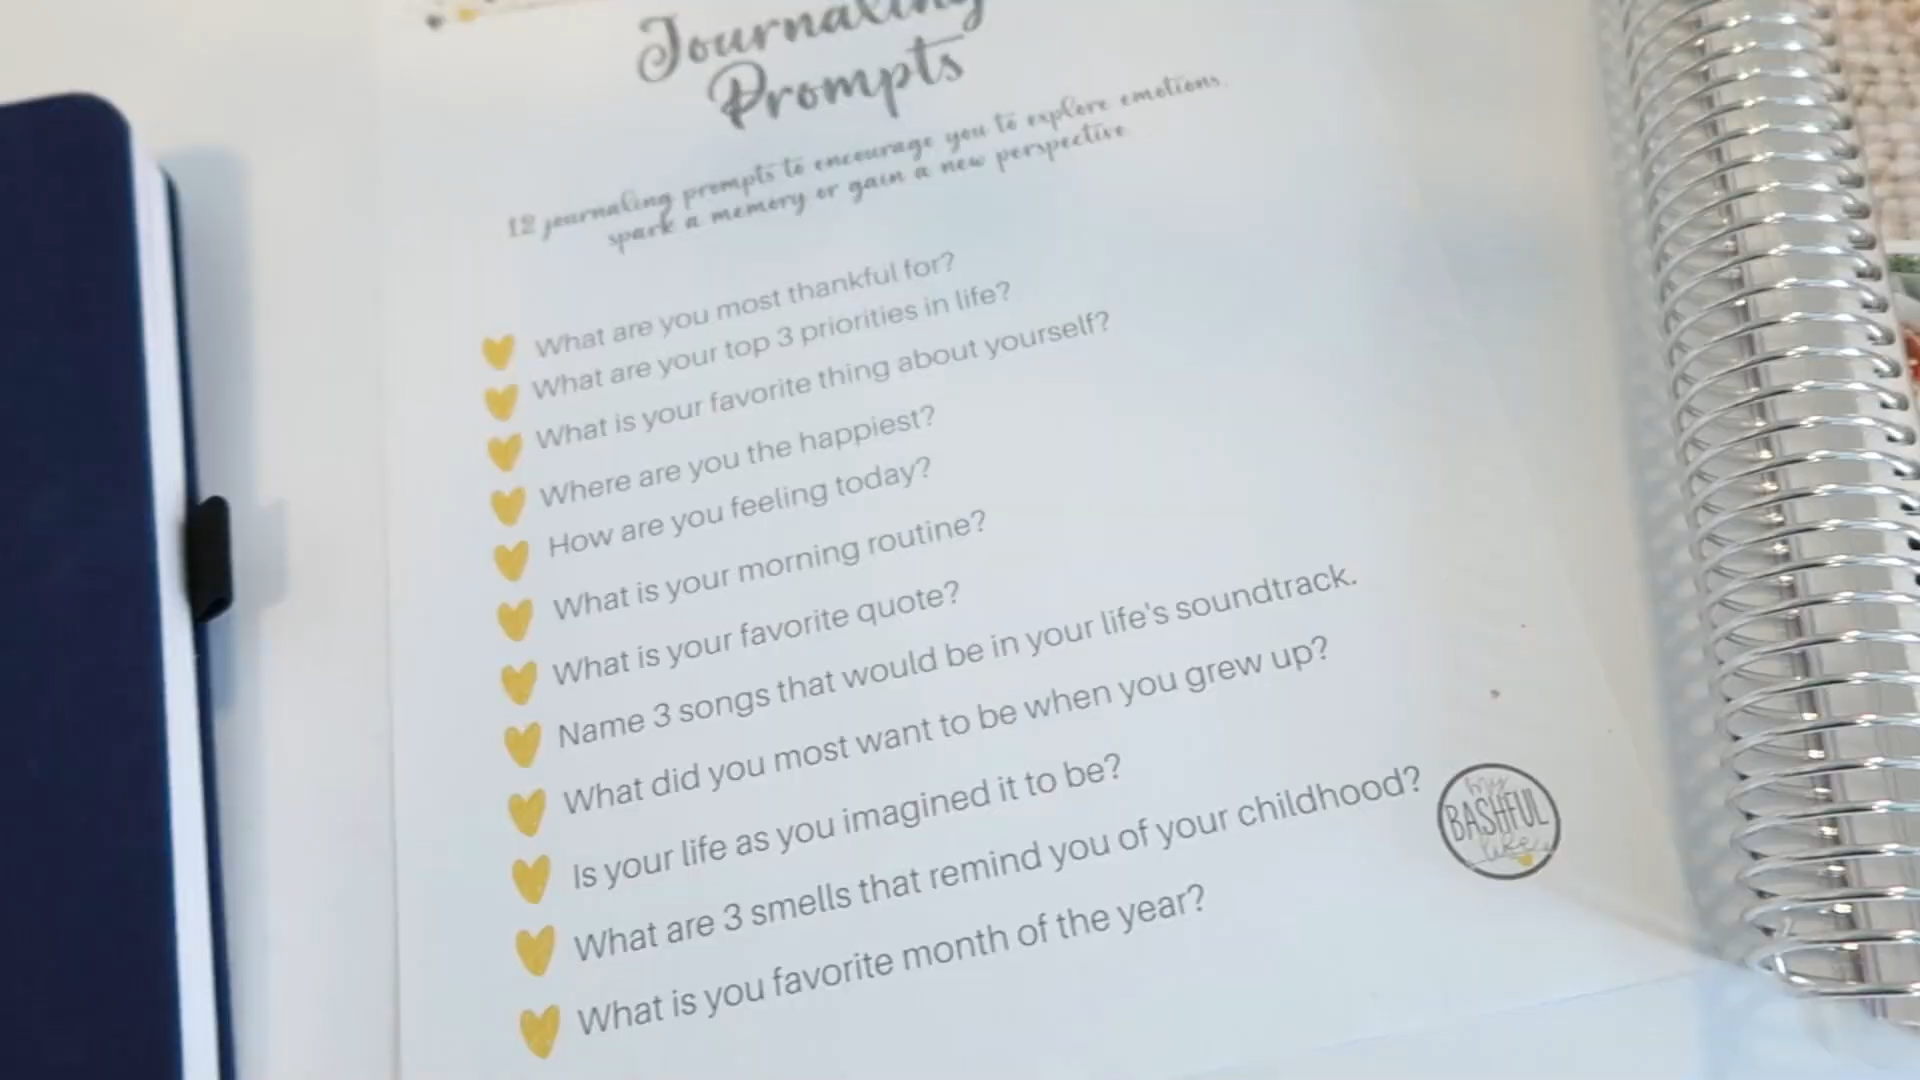 Journaling
Prompts
12 journaling prompts to encourage you to explore emotions,
spark a memory or gain a new perspective
What are you most thankful for?
What are your top 3 priorities in life?
What is your favorite thing about yourself?
Where are you the happiest?
How are you feeling today?
What is your morning routine?
What is your favorite quote?
Name 3 songs that would be in your life's soundtrack.
What did you most want to be when you grew up?
Is your life as you imagined it to be?
What are 3 smells that remind you of your childhood?
What is you favorite month of the year?
my
BASHFUL
life